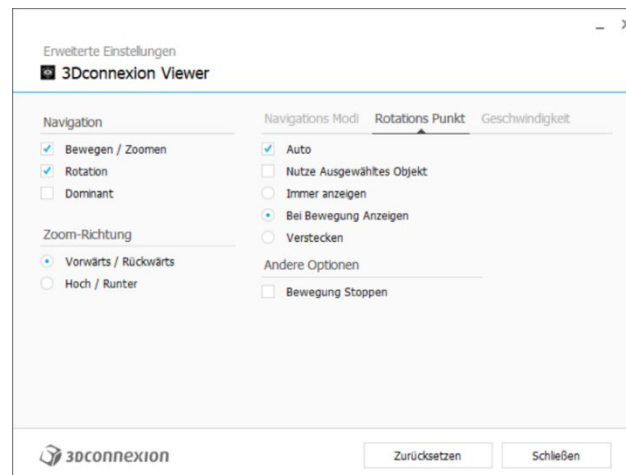 Erweiterte Einstellungen
3Dconnexion Viewer
Navigation
Bewegen / Zoomen
Rotation
Dominant
Zoom-Richtung
Vorwärts / Rückwärts
Hoch / Runter
Navigations Modi Rotations Punkt Geschwindigkeit
Auto
Nutze Ausgewähltes Objekt
Immer anzeigen
Bei Bewegung Anzeigen
Verstecken
Andere Optionen
Bewegung Stoppen
3Dconnexion
Zurücksetzen Schließen